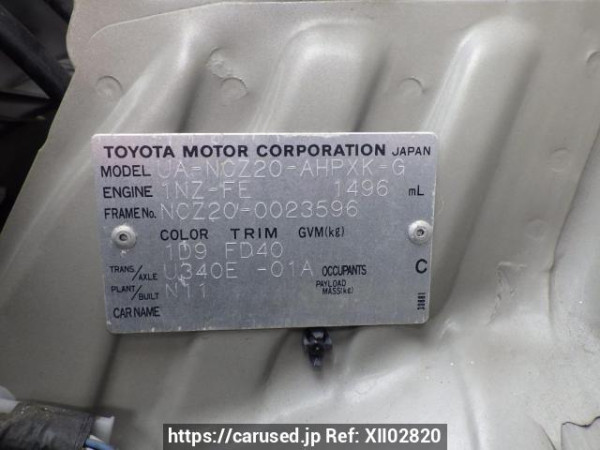 TOYOTA MOTOR CORPORATION JAPAN
MODEL UA-NCZ20-AHPXK-G
ENGINE 1NZ-FE 1496 mL
FRAME No. NCZ20-0023596
COLOR TRIM GVM(kg)
1D9 FD40
TRANS./AXLE U340E -01A OCCUPANTS C
PLANT/BUILT N11 PAYLOAD MASS(kg)
CAR NAME
https://carused.jp Ref: XII02820